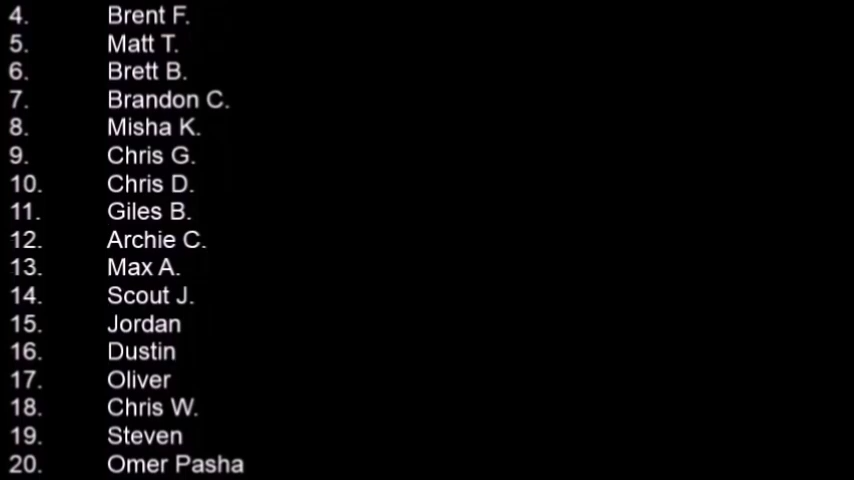 4. Brent F.
5. Matt T.
6. Brett B.
7. Brandon C.
8. Misha K.
9. Chris G.
10. Chris D.
11. Giles B.
12. Archie C.
13. Max A.
14. Scout J.
15. Jordan
16. Dustin
17. Oliver
18. Chris W.
19. Steven
20. Omer Pasha